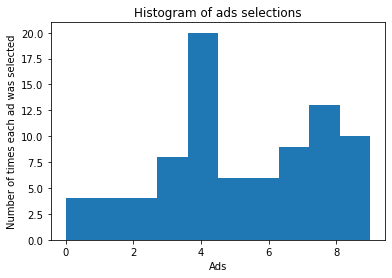 Histogram of ads selections
Number of times each ad was selected
20.0
17.5
15.0
12.5
10.0
7.5
5.0
2.5
0.0
0 2 4 6 8
Ads